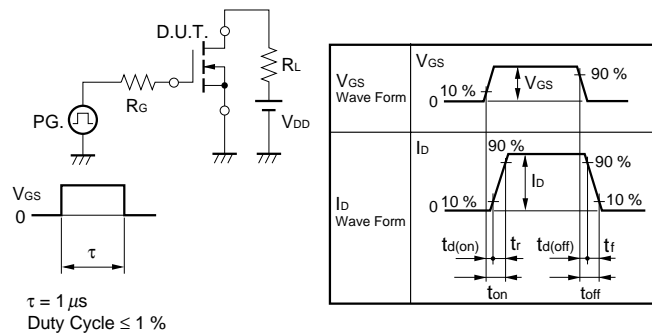 D.U.T.
RL
RG
PG.
VDD
VGS
0
τ
τ = 1 μs
Duty Cycle ≤ 1 %
VGS
Wave Form
VGS
10 %
0
VGS
90 %
ID
Wave Form
ID
90 %
90 %
10 %
0
ID
10 %
td(on)
tr
td(off)
tf
ton
toff